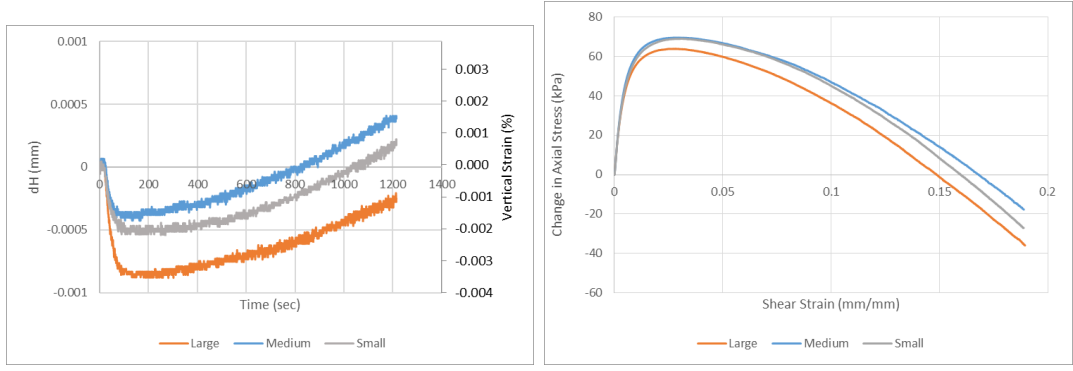 0.001
0.0005
0
-0.0005
-0.001
dH (mm)
0 200 400 600 800 1000 1200 1400
Time (sec)
0.003
0.002
0.001
0.000
-0.001
-0.002
-0.003
-0.004
Vertical Strain (%)
Large Medium Small
80
60
40
20
0
-20
-40
-60
Change in Axial Stress (kPa)
0 0.05 0.1 0.15 0.2
Shear Strain (mm/mm)
Large Medium Small